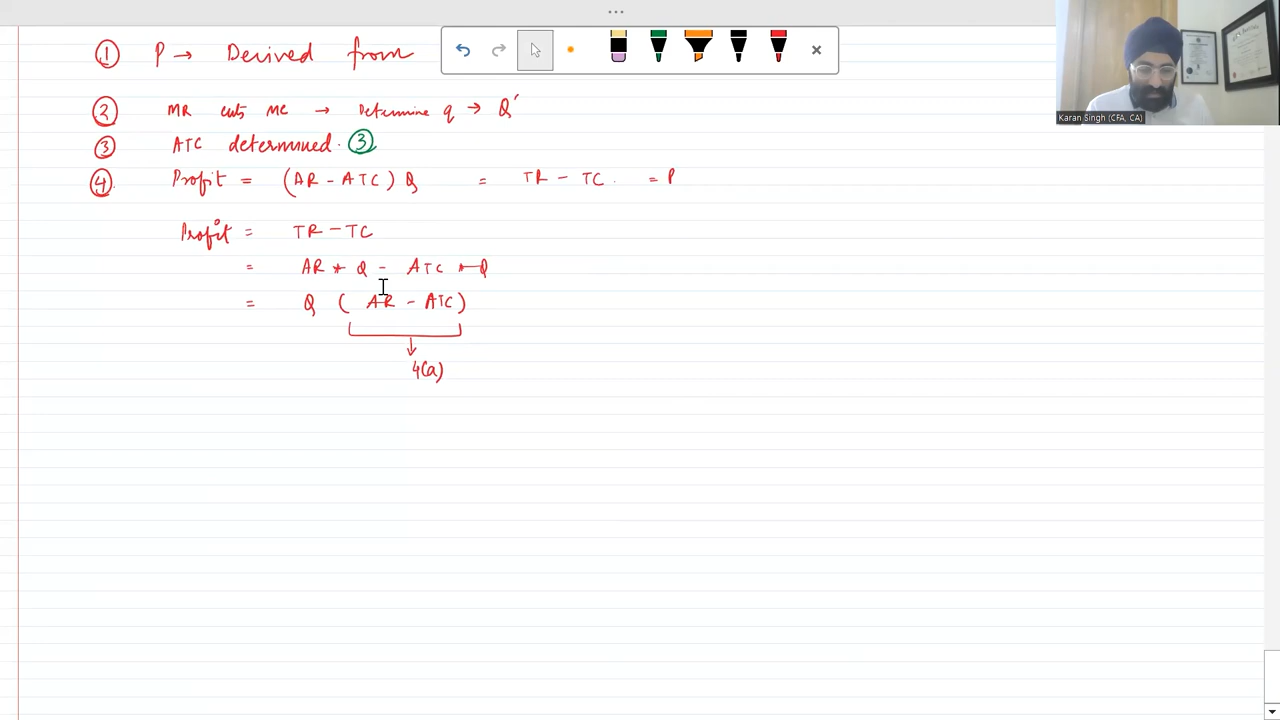 ① P → Derived from
② MR cuts MC → Determine q → Q'
③ ATC determined. ③
④. Profit = (AR - ATC) Q = TR - TC. = P
Profit = TR - TC
= AR * Q - ATC * Q
= Q ( AR - ATC)
↓
4(a)
Karan Singh (CFA, CA)